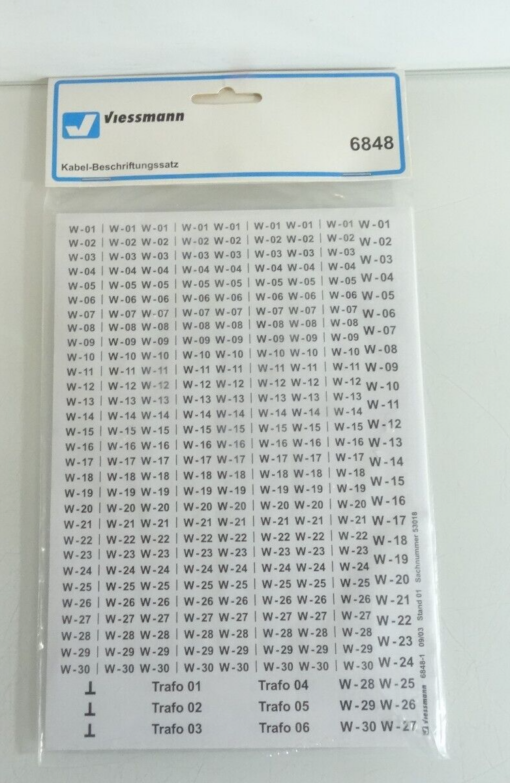 Viessmann
6848
Kabel-Beschriftungssatz
W-01 | W-01 W-01 | W-01 W-01 | W-01 W-01 | W-01 W-01
W-02 | W-02 W-02 | W-02 W-02 | W-02 W-02 | W-02 W-02
W-03 | W-03 W-03 | W-03 W-03 | W-03 W-03 | W-03 W-03
W-04 | W-04 W-04 | W-04 W-04 | W-04 W-04 | W-04 W-04
W-05 | W-05 W-05 | W-05 W-05 | W-05 W-05 | W-05 W-05
W-06 | W-06 W-06 | W-06 W-06 | W-06 W-06 | W-06 W-06
W-07 | W-07 W-07 | W-07 W-07 | W-07 W-07 | W-07 W-07
W-08 | W-08 W-08 | W-08 W-08 | W-08 W-08 | W-08 W-08
W-09 | W-09 W-09 | W-09 W-09 | W-09 W-09 | W-09 W-09
W-10 | W-10 W-10 | W-10 W-10 | W-10 W-10 | W-10 W-10
W-11 | W-11 W-11 | W-11 W-11 | W-11 W-11 | W-11 W-11
W-12 | W-12 W-12 | W-12 W-12 | W-12 W-12 | W-12 W-12
W-13 | W-13 W-13 | W-13 W-13 | W-13 W-13 | W-13 W-13
W-14 | W-14 W-14 | W-14 W-14 | W-14 W-14 | W-14 W-14
W-15 | W-15 W-15 | W-15 W-15 | W-15 W-15 | W-15 W-15
W-16 | W-16 W-16 | W-16 W-16 | W-16 W-16 | W-16 W-16
W-17 | W-17 W-17 | W-17 W-17 | W-17 W-17 | W-17 W-17
W-18 | W-18 W-18 | W-18 W-18 | W-18 W-18 | W-18 W-18
W-19 | W-19 W-19 | W-19 W-19 | W-19 W-19 | W-19 W-19
W-20 | W-20 W-20 | W-20 W-20 | W-20 W-20 | W-20 W-20
W-21 | W-21 W-21 | W-21 W-21 | W-21 W-21 | W-21 W-21
W-22 | W-22 W-22 | W-22 W-22 | W-22 W-22 | W-22 W-22
W-23 | W-23 W-23 | W-23 W-23 | W-23 W-23 | W-23 W-23
W-24 | W-24 W-24 | W-24 W-24 | W-24 W-24 | W-24 W-19
W-25 | W-25 W-25 | W-25 W-25 | W-25 W-25 | W-25 W-20
W-26 | W-26 W-26 | W-26 W-26 | W-26 W-26 | W-26 W-21
W-27 | W-27 W-27 | W-27 W-27 | W-27 W-27 | W-27 W-22
W-28 | W-28 W-28 | W-28 W-28 | W-28 W-28 | W-28 W-23
W-29 | W-29 W-29 | W-29 W-29 | W-29 W-29 | W-29
W-30 | W-30 W-30 | W-30 W-30 | W-30 W-30 | W-30 W-24
Trafo 01 Trafo 04 W-28 W-25
Trafo 02 Trafo 05 W-29 W-26
Trafo 03 Trafo 06 W-30 W-27
Viessmann 6848-1 09/03 Stand 01 Sachnummer 53018